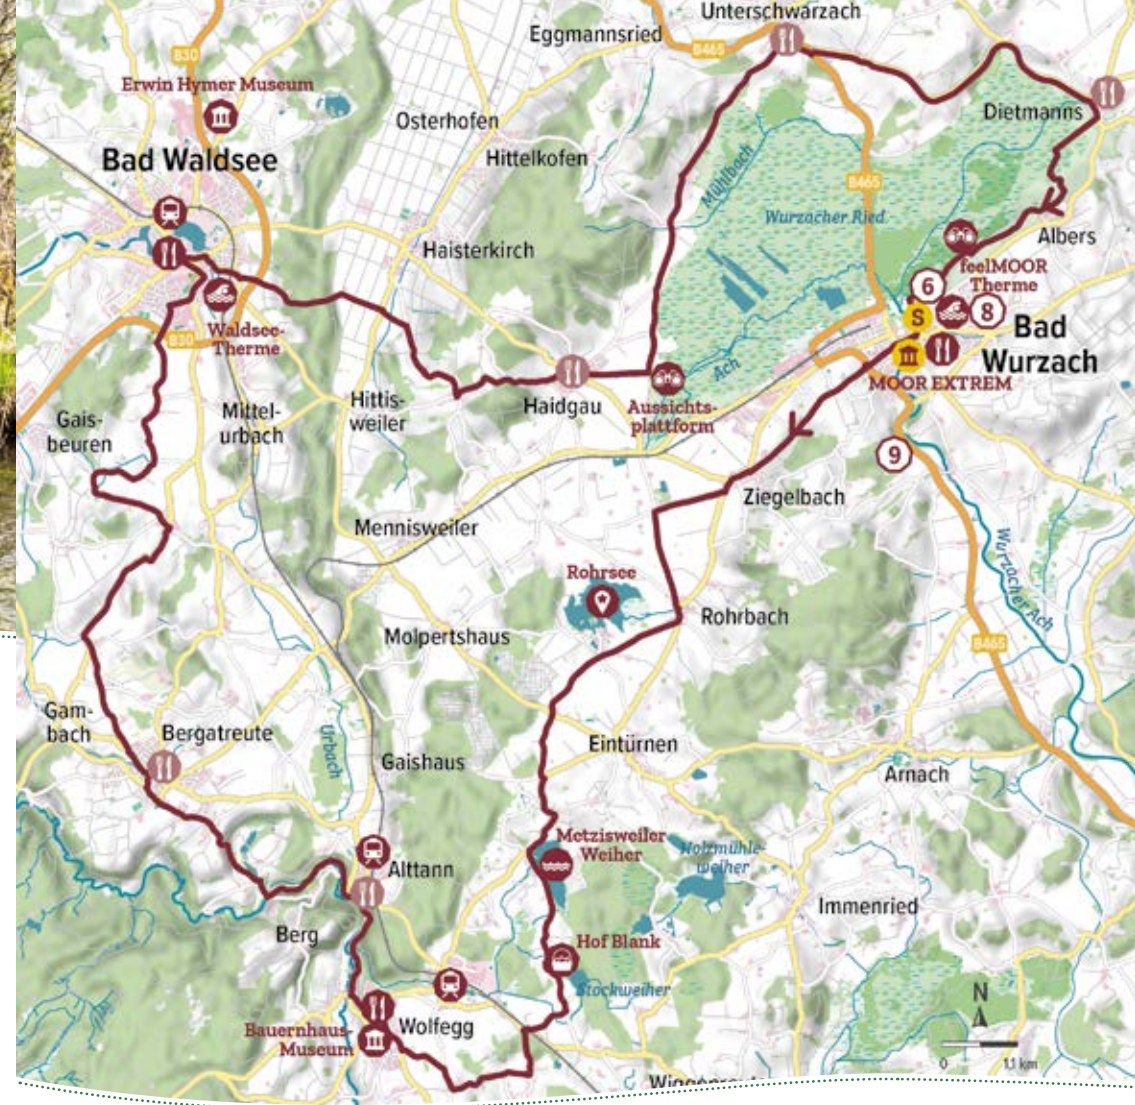 Unterschwarzach
Eggmannsried
B465
B30
Erwin Hymer Museum
Osterhofen
Dietmanns
Bad Waldsee
Hittelkofen
Mühlbach
B465
Wurzacher Ried
Haisterkirch
Albers
feelMOOR
Therme
6
8
S
Bad
Wurzach
Waldsee-
Therme
B30
MOOR EXTREM
Ach
Gais-
beuren
Mittel-
urbach
Hittis-
weiler
Haidgau
Aussichts-
plattform
9
Ziegelbach
Mennisweiler
Wurzacher Ach
Rohrsee
Rohrbach
Molpertshaus
B465
Gam-
bach
Bergatreute
Urbach
Gaishaus
Eintürnen
Arnach
Metzisweiler
Weiher
Holzmühle-
weiher
Alttann
Immenried
Berg
Hof Blank
Stockweiher
N
Bauernhaus-
Museum
Wolfegg
0
1,1 km